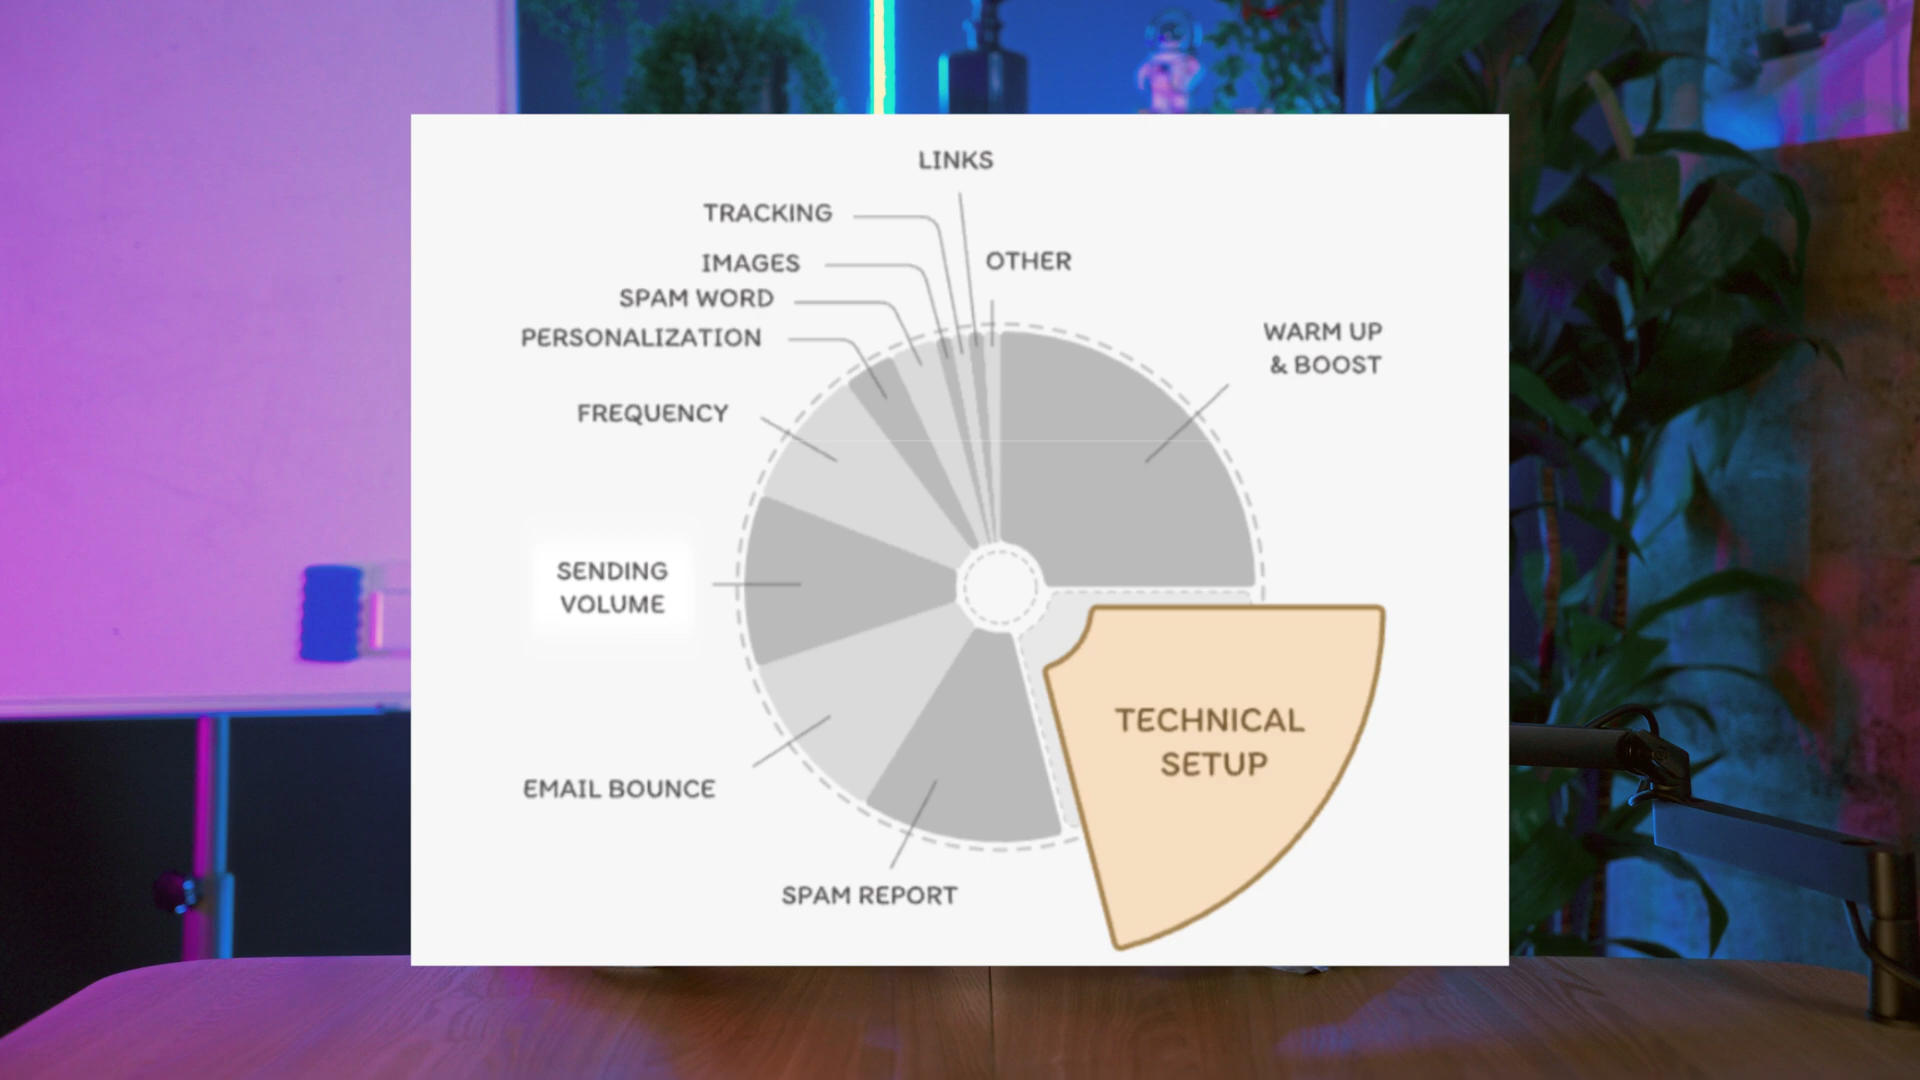 LINKS
TRACKING
IMAGES
OTHER
SPAM WORD
PERSONALIZATION
WARM UP
& BOOST
FREQUENCY
SENDING
VOLUME
TECHNICAL
SETUP
EMAIL BOUNCE
SPAM REPORT